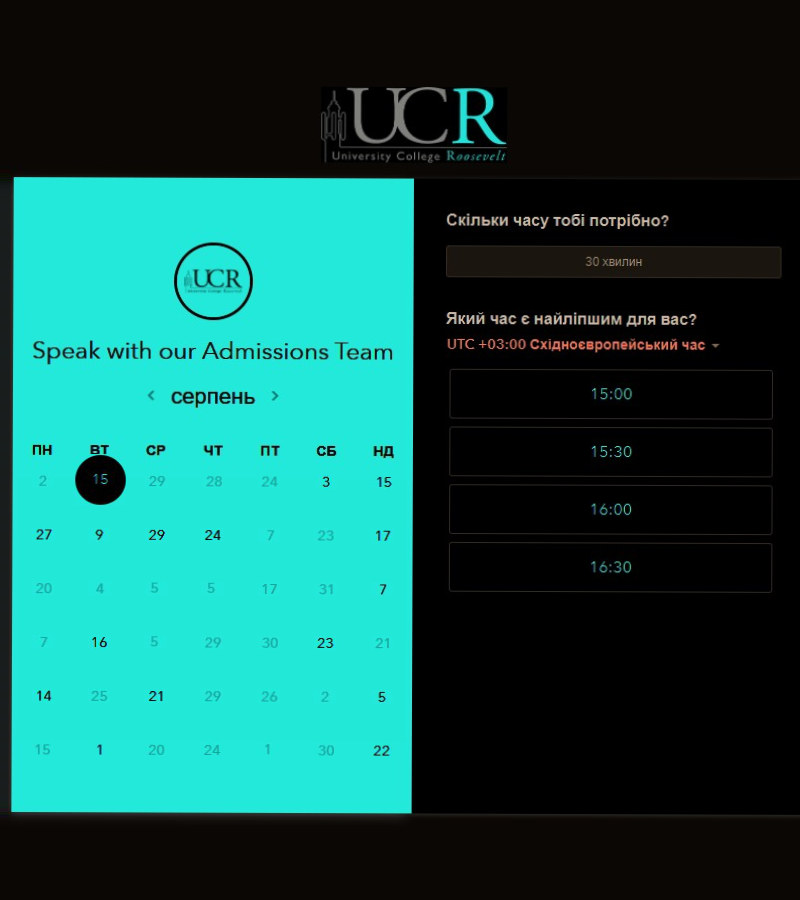 UCR
University College Roosevelt
UCR
Speak with our Admissions Team
серпень
ПН ВТ СР ЧТ ПТ СБ НД
2 15 29 28 24 3 15
27 9 29 24 7 23 17
20 4 5 5 17 31 7
7 16 5 29 30 23 21
14 25 21 29 26 2 5
15 1 20 24 1 30 22
Скільки часу тобі потрібно?
30 хвилин
Який час є найліпшим для вас?
UTC +03:00 Східноєвропейський час
15:00
15:30
16:00
16:30